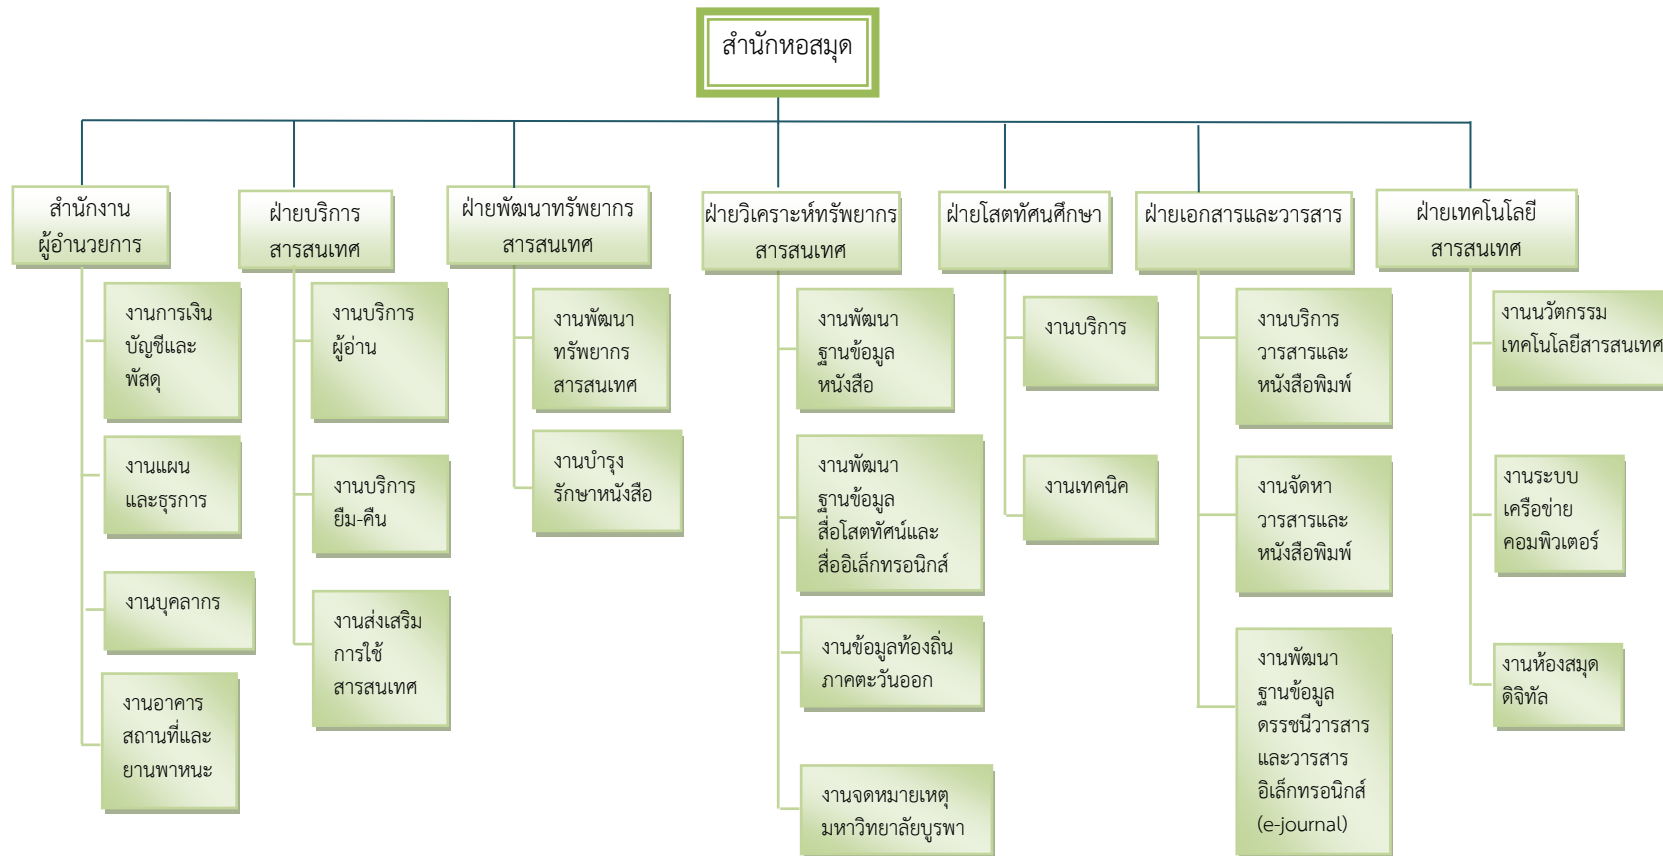 สำนักหอสมุด
สำนักงาน
ผู้อำนวยการ
งานการเงิน
บัญชีและ
พัสดุ
งานแผน
และธุรการ
งานบุคลากร
งานอาคาร
สถานที่และ
ยานพาหนะ
ฝ่ายบริการ
สารสนเทศ
งานบริการ
ผู้อ่าน
งานบริการ
ยืม-คืน
งานส่งเสริม
การใช้
สารสนเทศ
ฝ่ายพัฒนาทรัพยากร
สารสนเทศ
งานพัฒนา
ทรัพยากร
สารสนเทศ
งานบำรุง
รักษาหนังสือ
ฝ่ายวิเคราะห์ทรัพยากร
สารสนเทศ
งานพัฒนา
ฐานข้อมูล
หนังสือ
งานพัฒนา
ฐานข้อมูล
สื่อโสตทัศน์และ
สื่ออิเล็กทรอนิกส์
งานข้อมูลท้องถิ่น
ภาคตะวันออก
งานจดหมายเหตุ
มหาวิทยาลัยบูรพา
ฝ่ายโสตทัศนศึกษา
งานบริการ
งานเทคนิค
ฝ่ายเอกสารและวารสาร
งานบริการ
วารสารและ
หนังสือพิมพ์
งานจัดหา
วารสารและ
หนังสือพิมพ์
งานพัฒนา
ฐานข้อมูล
ดรรชนีวารสาร
และวารสาร
อิเล็กทรอนิกส์
(e-journal)
ฝ่ายเทคโนโลยี
สารสนเทศ
งานนวัตกรรม
เทคโนโลยีสารสนเทศ
งานระบบ
เครือข่าย
คอมพิวเตอร์
งานห้องสมุด
ดิจิทัล